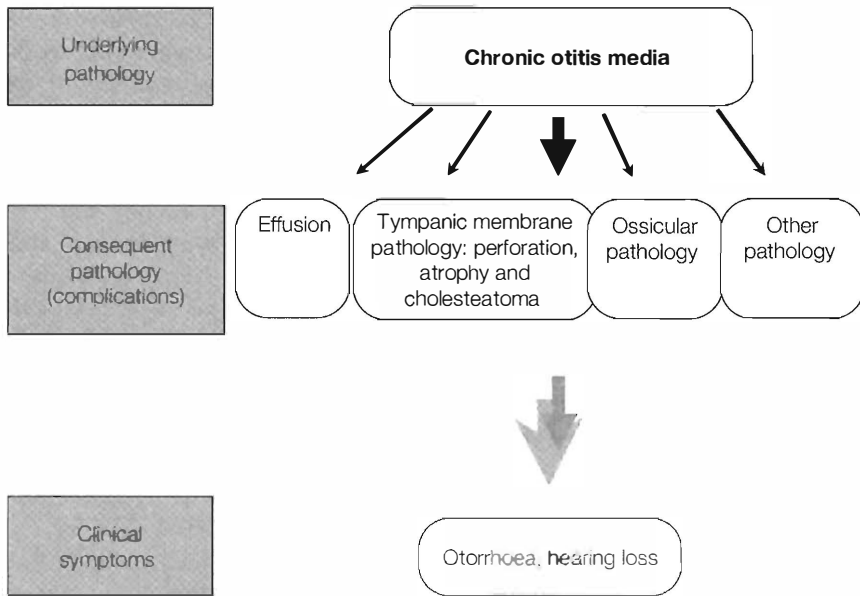 Underlying
pathology
Chronic otitis media
Consequent
pathology
(complications)
Effusion
Tympanic membrane
pathology: perforation,
atrophy and
cholesteatoma
Ossicular
pathology
Other
pathology
Clinical
symptoms
Otorrhoea, hearing loss